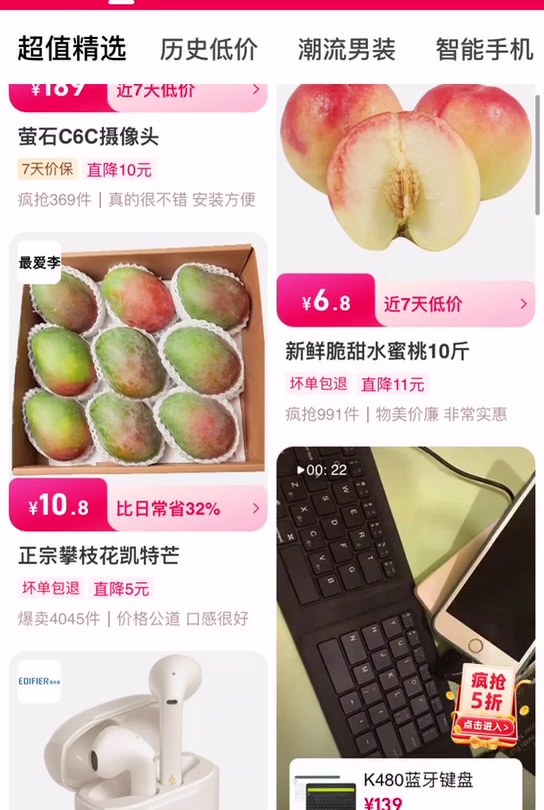 超值精选
历史低价
潮流男装
智能手机
¥189
近7天低价
萤石C6C摄像头
7天价保
直降10元
疯抢369件｜真的很不错 安装方便
最爱李
¥10.8
比日常省32%
正宗攀枝花凯特芒
坏单包退
直降5元
爆卖4045件｜价格公道 口感很好
EDIFIER
¥6.8
近7天低价
新鲜脆甜水蜜桃10斤
坏单包退
直降11元
疯抢991件｜物美价廉 非常实惠
00: 22
疯抢
5折
点击进入>
K480蓝牙键盘
¥139